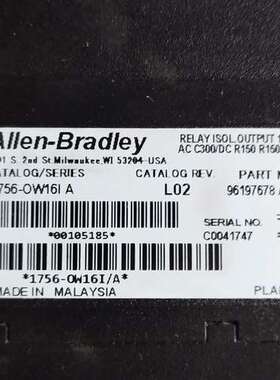 Allen-Bradley
RELAY ISOL.OUTPUT
01 S. 2nd St.Milwaukee,WI 53204 USA
AC C300/DC R150 R150
CATALOG/SERIES
CATALOG REV.
PART
1756-OW16I A
L02
96197678
SERIAL NO.
C0041747
*00105185*
*1756-OW16I/A*
MADE IN MALAYSIA